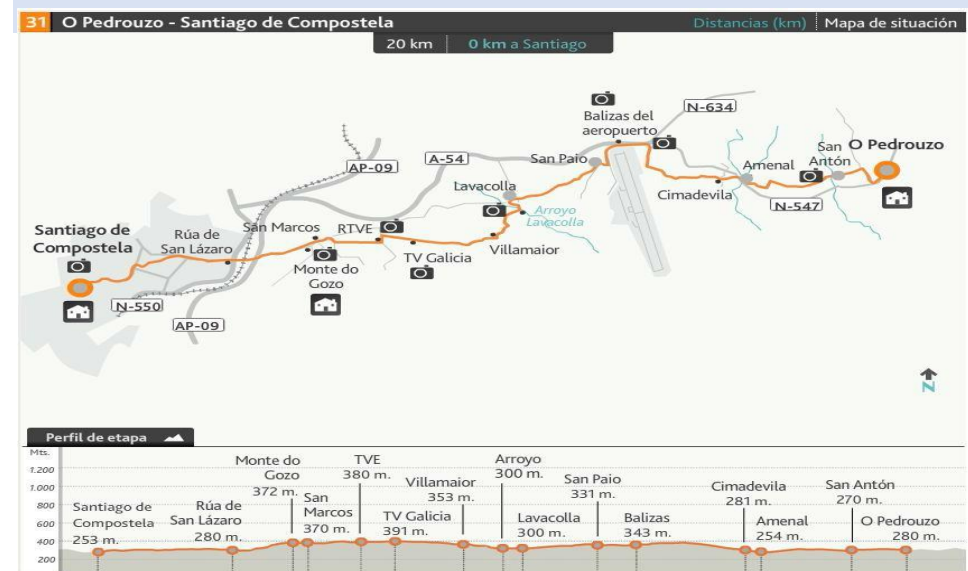 31 O Pedrouzo - Santiago de Compostela
Distancias (km) Mapa de situación
20 km 0 km a Santiago
N-634
Balizas del
aeropuerto
San Paio
A-54
AP-09
San
Antón
O Pedrouzo
Amenal
Cimadevila
N-547
Lavacolla
Arroyo
Lavacolla
Villamaior
San Marcos
RTVE
TV Galicia
Monte do
Gozo
Rúa de
San Lázaro
Santiago de
Compostela
N-550
AP-09
N
Perfil de etapa
Mts.
1.200
1.000
800
600
400
200
Santiago de
Compostela
253 m.
Rúa de
San Lázaro
280 m.
Monte do
Gozo
372 m.
San
Marcos
370 m.
TVE
380 m.
TV Galicia
391 m.
Villamaior
353 m.
Arroyo
300 m.
Lavacolla
300 m.
San Paio
331 m.
Balizas
343 m.
Cimadevila
281 m.
Amenal
254 m.
San Antón
270 m.
O Pedrouzo
280 m.